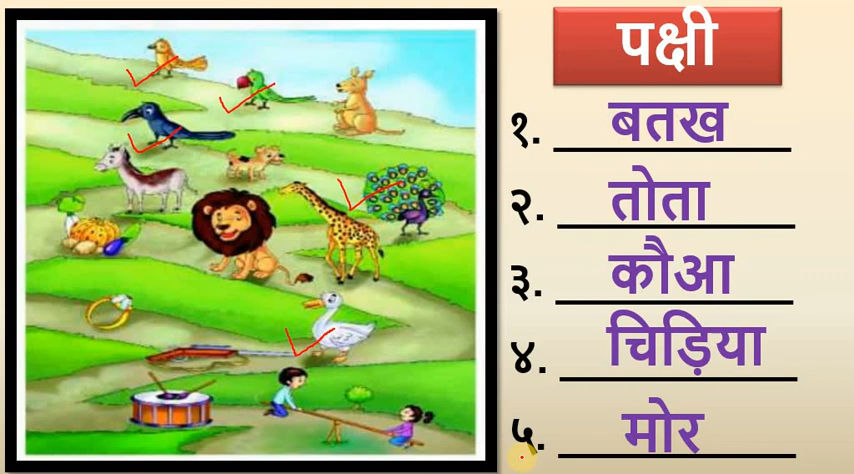 पक्षी
१. बतख
२. तोता
३. कौआ
४. चिड़िया
५. मोर